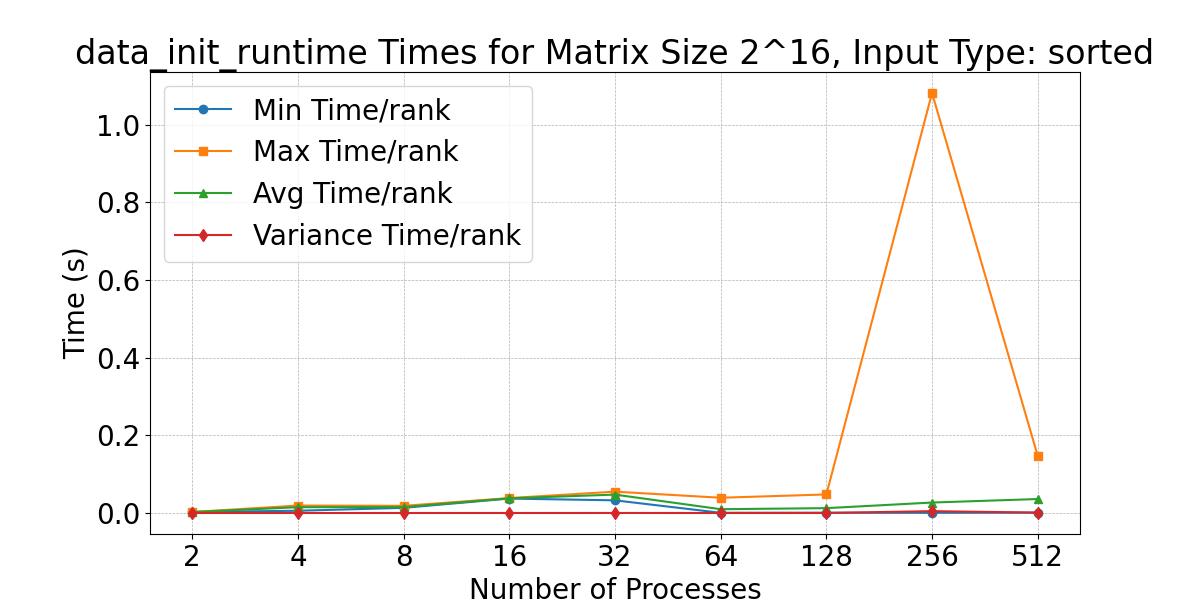 data_init_runtime Times for Matrix Size 2^16, Input Type: sorted
Min Time/rank
Max Time/rank
Avg Time/rank
Variance Time/rank
Time (s)
1.0
0.8
0.6
0.4
0.2
0.0
2 4 8 16 32 64 128 256 512
Number of Processes